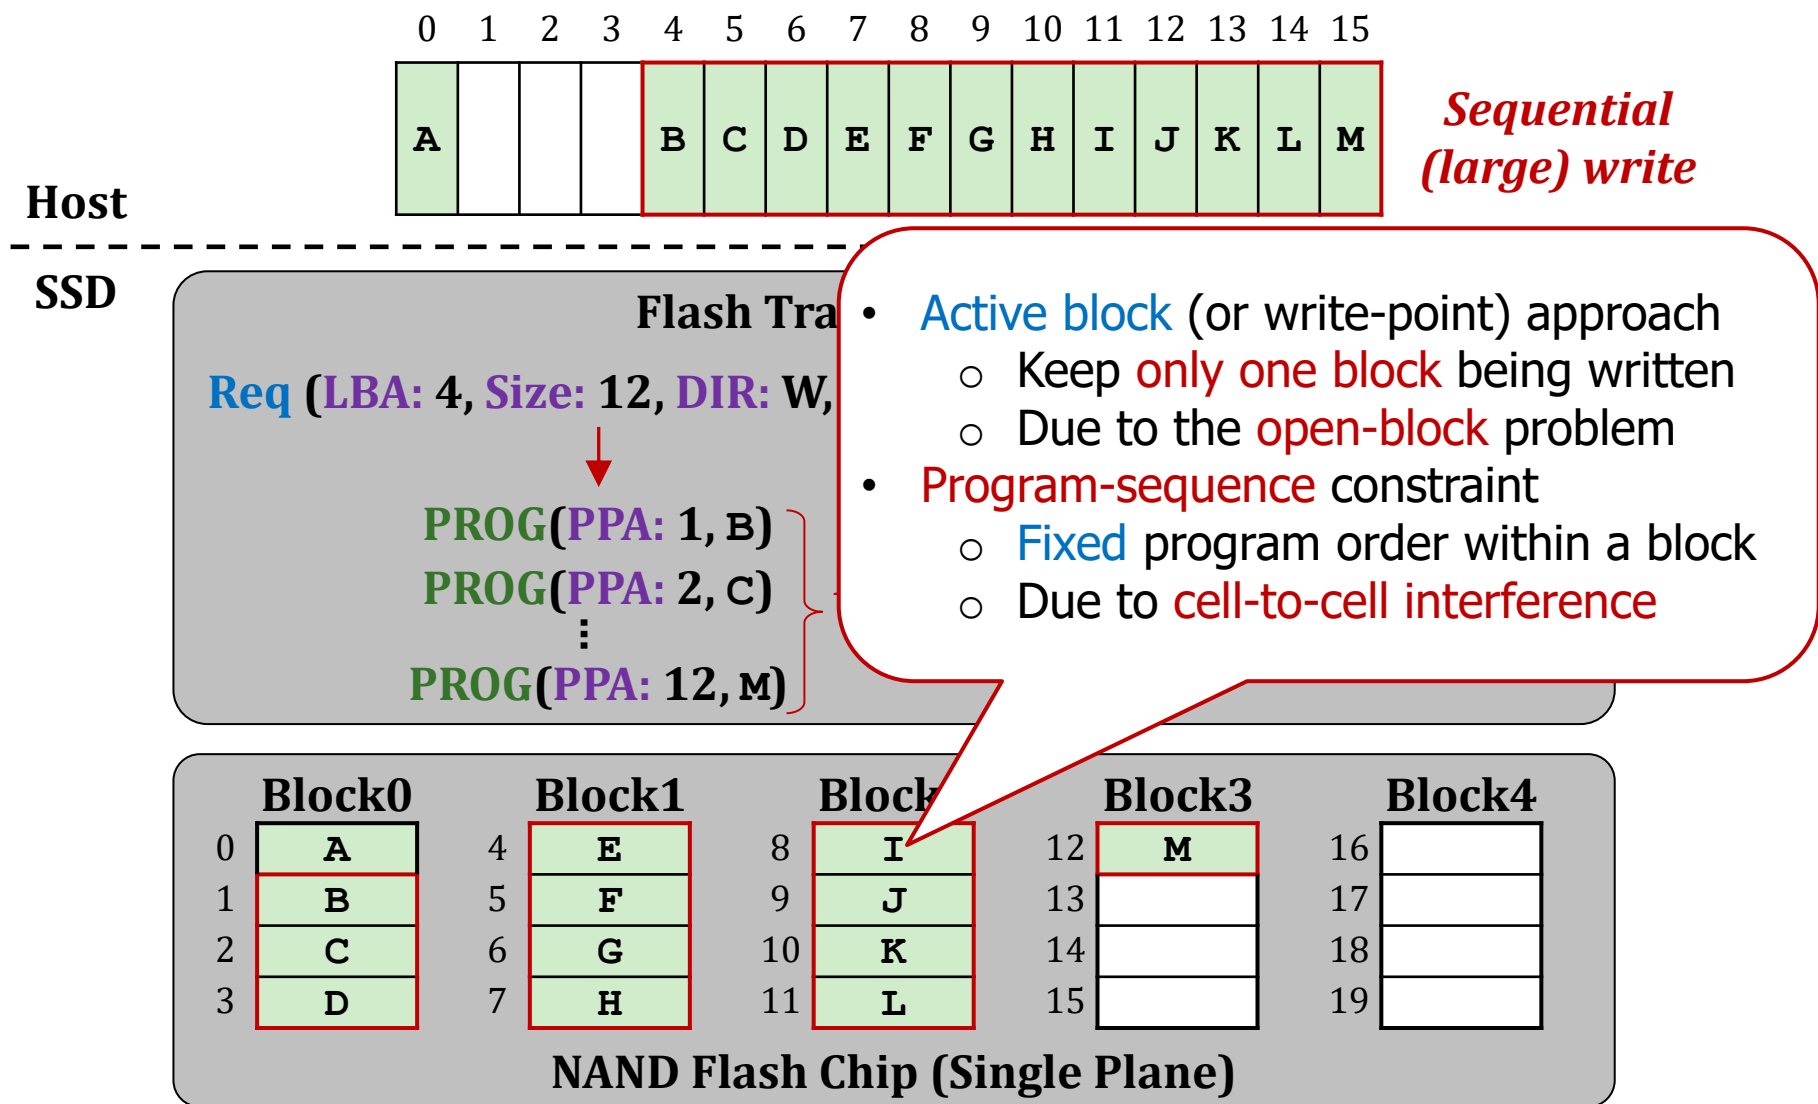 0 1 2 3 4 5 6 7 8 9 10 11 12 13 14 15
A B C D E F G H I J K L M
Sequential
(large) write
Host
SSD
Flash Tra
Req (LBA: 4, Size: 12, DIR: W,
PROG(PPA: 1, B)
PROG(PPA: 2, C)
⋮
PROG(PPA: 12, M)
• Active block (or write-point) approach
o Keep only one block being written
o Due to the open-block problem
• Program-sequence constraint
o Fixed program order within a block
o Due to cell-to-cell interference
Block0 Block1 Block Block3 Block4
0 A 4 E 8 I 12 M 16
1 B 5 F 9 J 13 17
2 C 6 G 10 K 14 18
3 D 7 H 11 L 15 19
NAND Flash Chip (Single Plane)